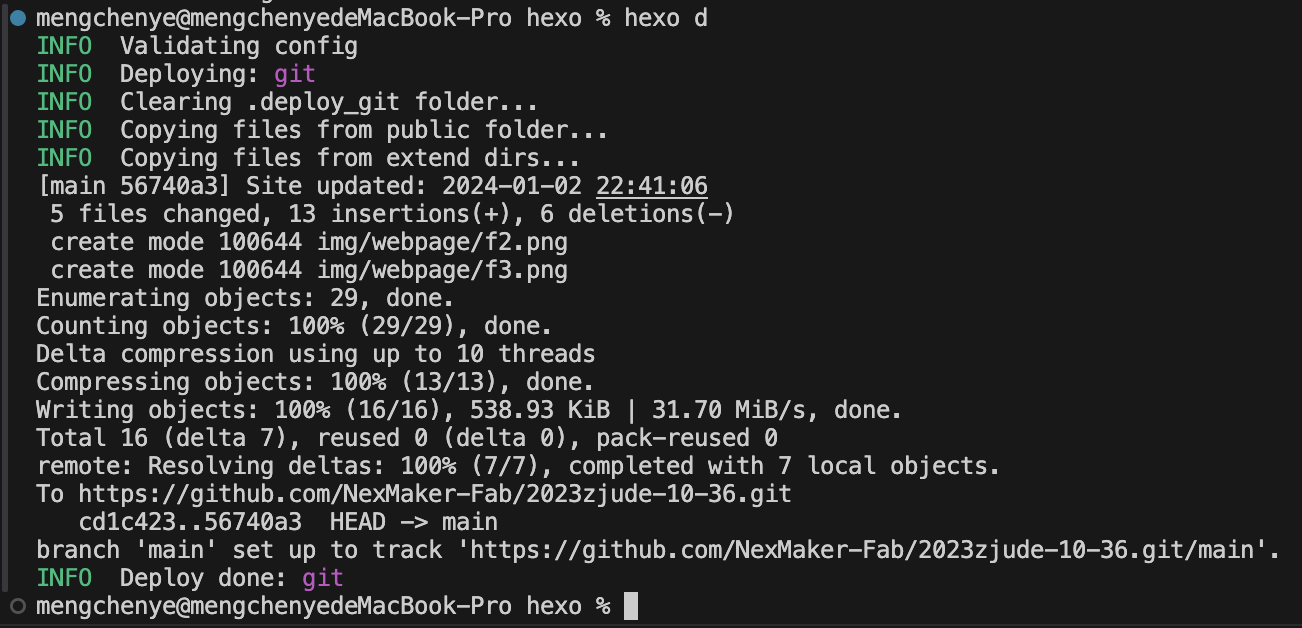 mengchenye@mengchenyedeMacBook-Pro hexo % hexo d
INFO  Validating config
INFO  Deploying: git
INFO  Clearing .deploy_git folder...
INFO  Copying files from public folder...
INFO  Copying files from extend dirs...
[main 56740a3] Site updated: 2024-01-02 22:41:06
 5 files changed, 13 insertions(+), 6 deletions(-)
 create mode 100644 img/webpage/f2.png
 create mode 100644 img/webpage/f3.png
Enumerating objects: 29, done.
Counting objects: 100% (29/29), done.
Delta compression using up to 10 threads
Compressing objects: 100% (13/13), done.
Writing objects: 100% (16/16), 538.93 KiB | 31.70 MiB/s, done.
Total 16 (delta 7), reused 0 (delta 0), pack-reused 0
remote: Resolving deltas: 100% (7/7), completed with 7 local objects.
To https://github.com/NexMaker-Fab/2023zjude-10-36.git
   cd1c423..56740a3  HEAD -> main
branch 'main' set up to track 'https://github.com/NexMaker-Fab/2023zjude-10-36.git/main'.
INFO  Deploy done: git
mengchenye@mengchenyedeMacBook-Pro hexo %